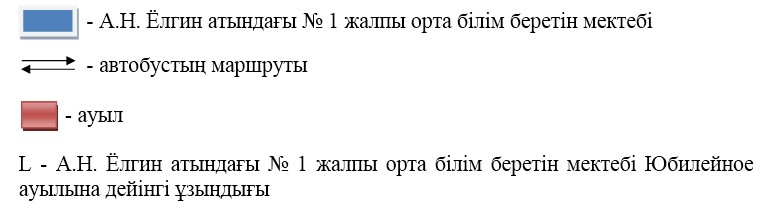 - А.Н. Ёлгин атындағы № 1 жалпы орта білім беретін мектебі
- автобустың маршруты
- ауыл
L - А.Н. Ёлгин атындағы № 1 жалпы орта білім беретін мектебі Юбилейное
ауылына дейінгі ұзындығы